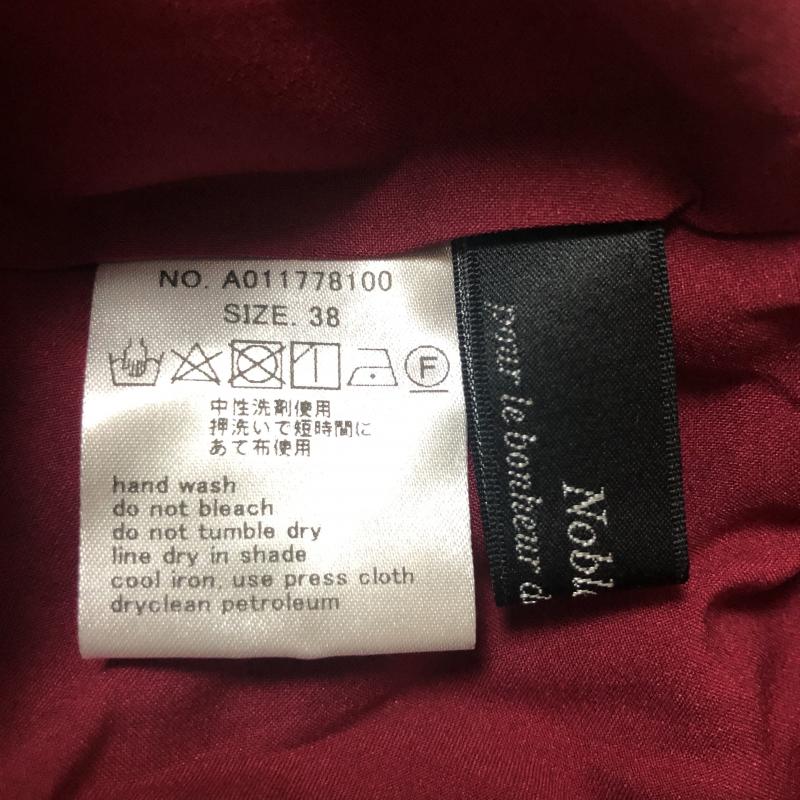 NO. A011778100
SIZE. 38
F
中性洗剤使用
押洗いで短時間に
あて布使用
hand wash
do not bleach
do not tumble dry
line dry in shade
cool iron, use press cloth
dryclean petroleum
pour le bonheur